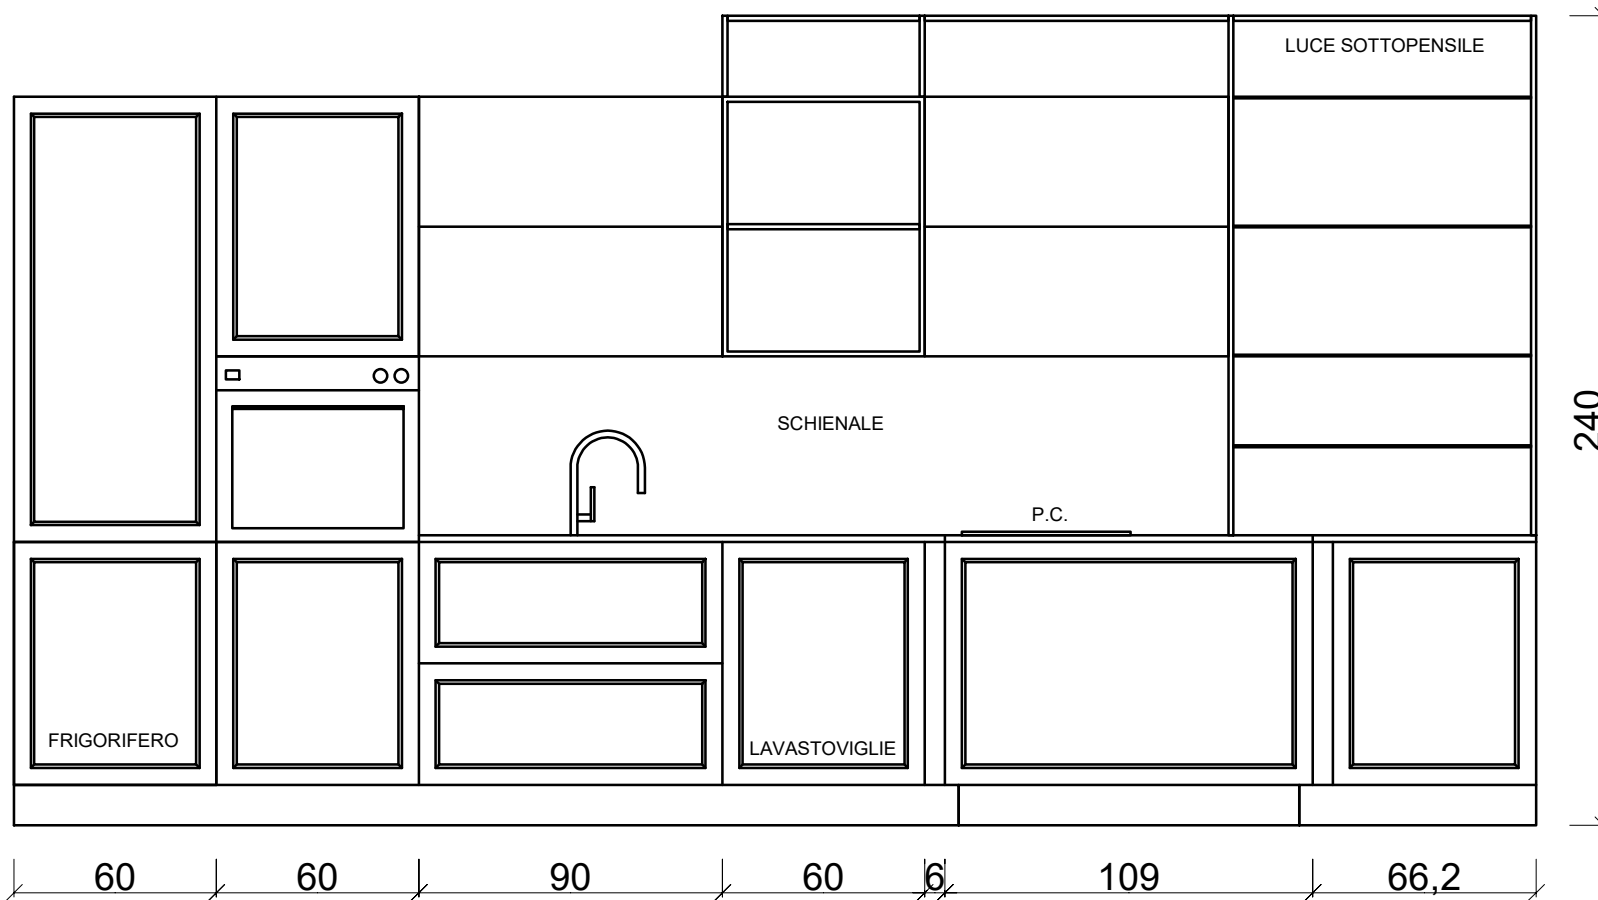 LUCE SOTTOPENSILE
SCHIENALE
240
P.C.
FRIGORIFERO
LAVASTOVIGLIE
60 60 90 60 6 109 66,2